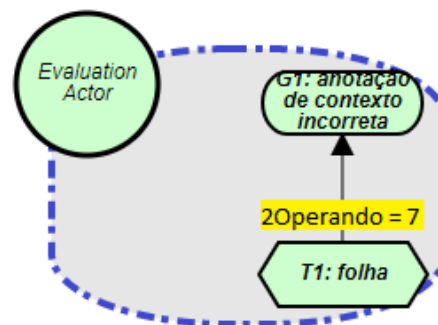 Evaluation
Actor
G1: anotação
de contexto
incorreta
2Operando = 7
T1: folha